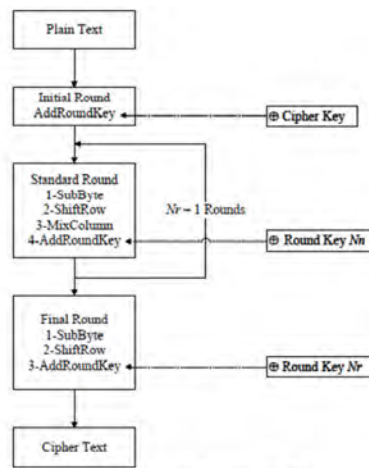 Plain Text
Initial Round
AddRoundKey
⊕ Cipher Key
Standard Round
1-SubByte
2-ShiftRow
3-MixColumn
4-AddRoundKey
Nr – 1 Rounds
⊕ Round Key Nn
Final Round
1-SubByte
2-ShiftRow
3-AddRoundKey
⊕ Round Key Nr
Cipher Text